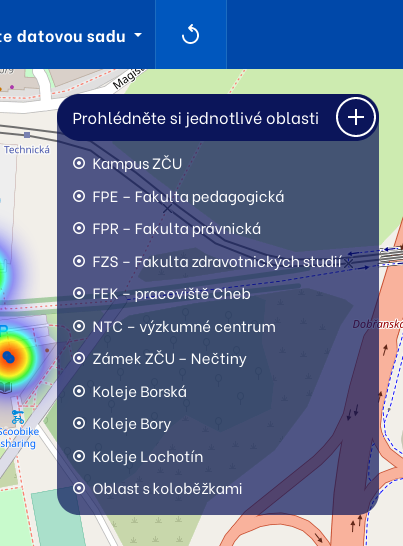 te datovou sadu
Magis
Prohlédněte si jednotlivé oblasti
Technická
Kampus ZČU
FPE – Fakulta pedagogická
FPR – Fakulta právnická
FZS – Fakulta zdravotnických studií
FEK – pracoviště Cheb
NTC – výzkumné centrum
Dobřansk
Zámek ZČU – Nečtiny
Koleje Borská
Koleje Bory
Scoobike
sharing
Koleje Lochotín
Oblast s koloběžkami